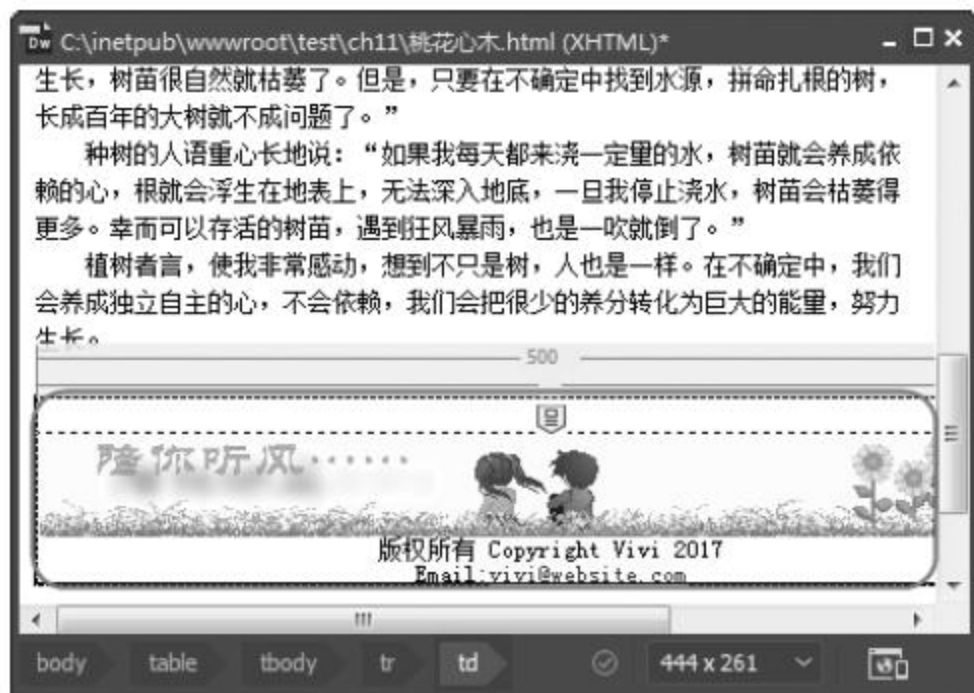 Dw C:\inetpub\wwwroot\test\ch11\桃花心木.html (XHTML)*
生长，树苗很自然就枯萎了。但是，只要在不确定中找到水源，拼命扎根的树，
长成百年的大树就不成问题了。”
种树的人语重心长地说：“如果我每天都来浇一定量的水，树苗就会养成依
赖的心，根就会浮生在地表上，无法深入地底，一旦我停止浇水，树苗会枯萎得
更多。幸而可以存活的树苗，遇到狂风暴雨，也是一吹就倒了。”
植树者言，使我非常感动，想到不只是树，人也是一样。在不确定中，我们
会养成独立自主的心，不会依赖，我们会把很少的养分转化为巨大的能量，努力
生长。
500
陪你听风······
版权所有 Copyright Vivi 2017
Email:vivi@website.com
body table tbody tr td 444 x 261